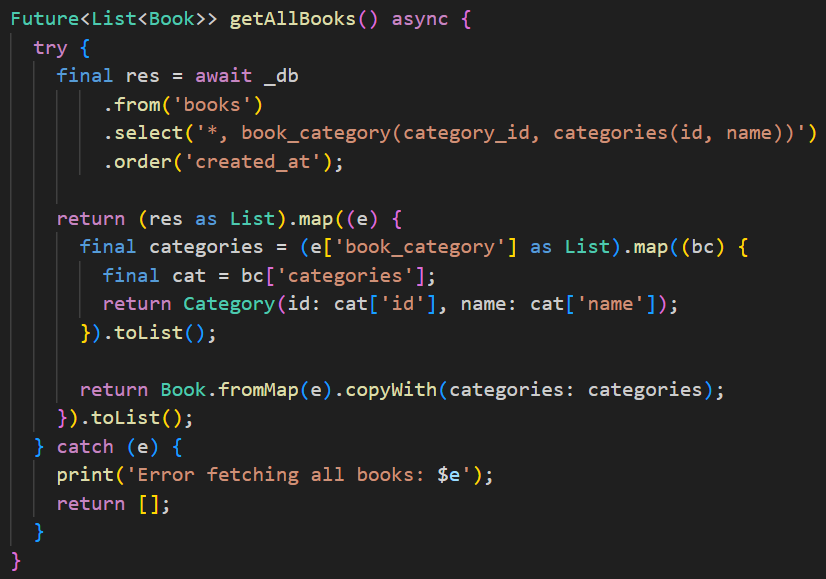 Future<List<Book>> getAllBooks() async {
  try {
    final res = await _db
        .from('books')
        .select('*, book_category(category_id, categories(id, name))')
        .order('created_at');

    return (res as List).map((e) {
      final categories = (e['book_category'] as List).map((bc) {
        final cat = bc['categories'];
        return Category(id: cat['id'], name: cat['name']);
      }).toList();

      return Book.fromMap(e).copyWith(categories: categories);
    }).toList();
  } catch (e) {
    print('Error fetching all books: $e');
    return [];
  }
}